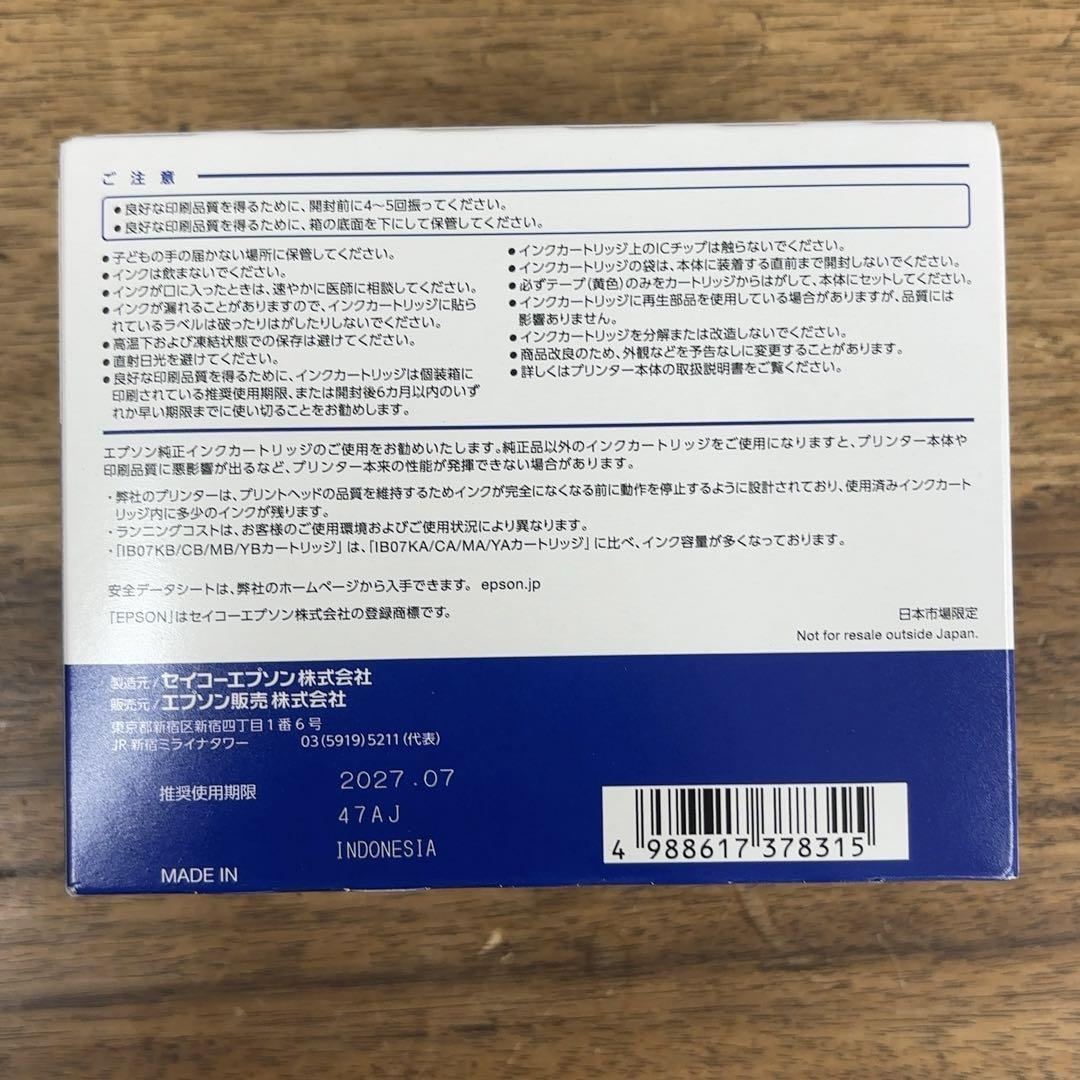 ご注意
●良好な印刷品質を得るために、開封前に4～5回振ってください。
●良好な印刷品質を得るために、箱の底面を下にして保管してください。
●子どもの手の届かない場所に保管してください。
●インクは飲まないでください。
●インクが口に入ったときは、速やかに医師に相談してください。
●インクが漏れることがありますので、インクカートリッジに貼ら
れているラベルは破ったりはがしたりしないでください。
●高温下および凍結状態での保存は避けてください。
●直射日光を避けてください。
●良好な印刷品質を得るために、インクカートリッジは個装箱に
印刷されている推奨使用期限、または開封後6カ月以内のいず
れか早い期限までに使い切ることをお勧めします。
●インクカートリッジ上のICチップは触らないでください。
●インクカートリッジの袋は、本体に装着する直前まで開封しないでください。
●必ずテープ(黄色)のみをカートリッジからはがして、本体にセットしてください。
●インクカートリッジに再生部品を使用している場合がありますが、品質には
影響ありません。
●インクカートリッジを分解または改造しないでください。
●商品改良のため、外観などを予告なしに変更することがあります。
●詳しくはプリンター本体の取扱説明書をご覧ください。
エプソン純正インクカートリッジのご使用をお勧めいたします。純正品以外のインクカートリッジをご使用になりますと、プリンター本体や
印刷品質に悪影響が出るなど、プリンター本来の性能が発揮できない場合があります。
・弊社のプリンターは、プリントヘッドの品質を維持するためインクが完全になくなる前に動作を停止するように設計されており、使用済みインクカート
リッジ内に多少のインクが残ります。
・ランニングコストは、お客様のご使用環境およびご使用状況により異なります。
・「IB07KB/CB/MB/YBカートリッジ」は、「IB07KA/CA/MA/YAカートリッジ」に比べ、インク容量が多くなっております。
安全データシートは、弊社のホームページから入手できます。 epson.jp
「EPSON」はセイコーエプソン株式会社の登録商標です。
日本市場限定
Not for resale outside Japan.
製造元/セイコーエプソン株式会社
販売元/エプソン販売株式会社
東京都新宿区新宿四丁目1番6号
JR新宿ミライナタワー 03(5919)5211(代表)
推奨使用期限 2027.07
47AJ
INDONESIA
MADE IN
4 988617 378315